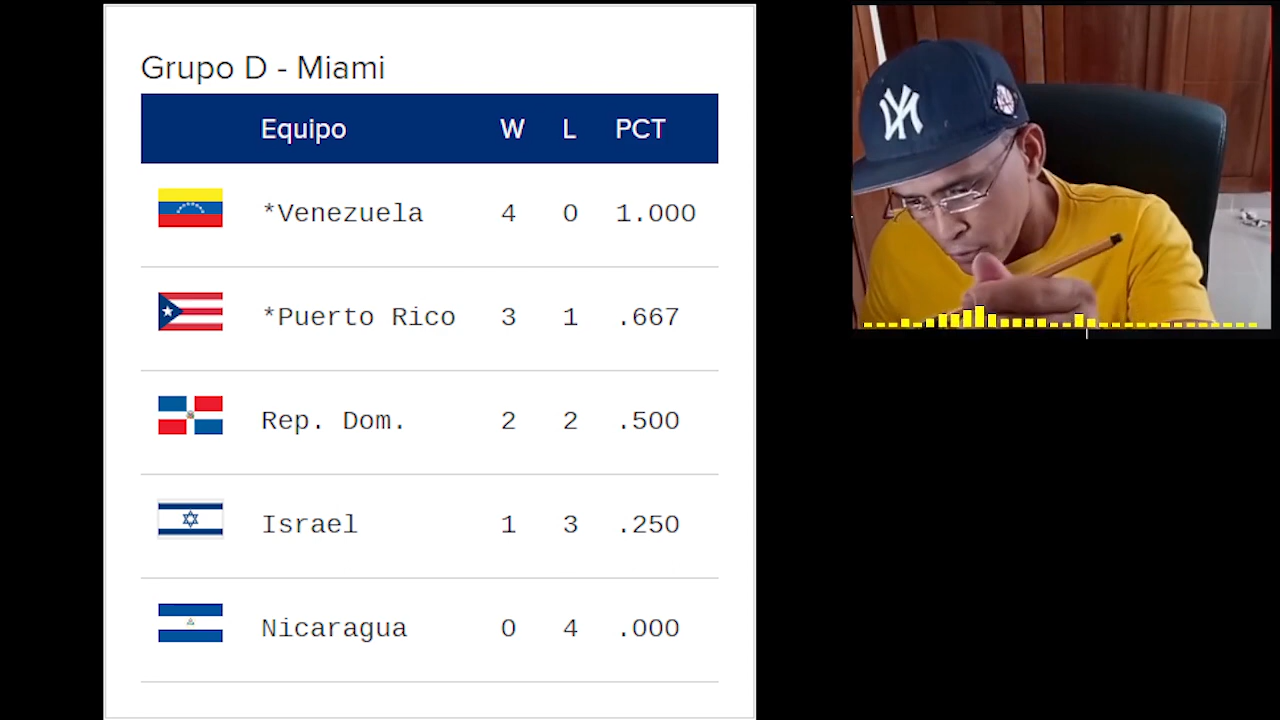 Grupo D - Miami
Equipo W L PCT
*Venezuela 4 0 1.000
*Puerto Rico 3 1 .667
Rep. Dom. 2 2 .500
Israel 1 3 .250
Nicaragua 0 4 .000
NY